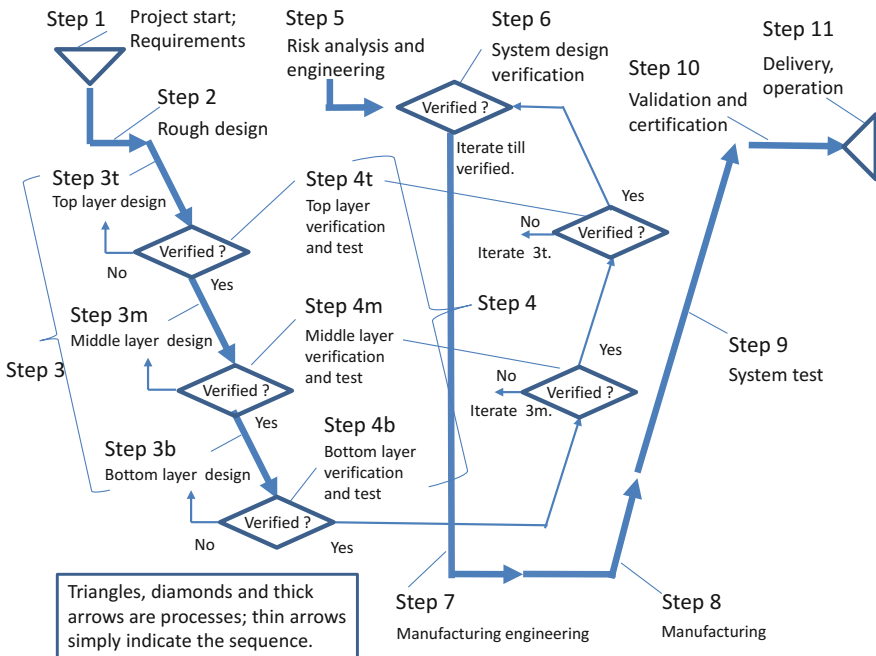 Step 1
Project start;
Requirements
Step 2
Rough design
Step 3t
Top layer design
Verified ?
No
Yes
Step 3m
Middle layer design
Step 3
Verified ?
No
Yes
Step 3b
Bottom layer design
Verified ?
No
Yes
Step 4t
Top layer
verification
and test
Step 4m
Middle layer
verification
and test
Step 4b
Bottom layer
verification
and test
Step 4
Step 5
Risk analysis and
engineering
Step 6
System design
verification
Verified ?
Iterate till
verified.
Yes
No
Verified ?
Iterate 3t.
Yes
No
Verified ?
Iterate 3m.
Step 7
Manufacturing engineering
Step 8
Manufacturing
Step 9
System test
Step 10
Validation and
certification
Step 11
Delivery,
operation
Triangles, diamonds and thick
arrows are processes; thin arrows
simply indicate the sequence.